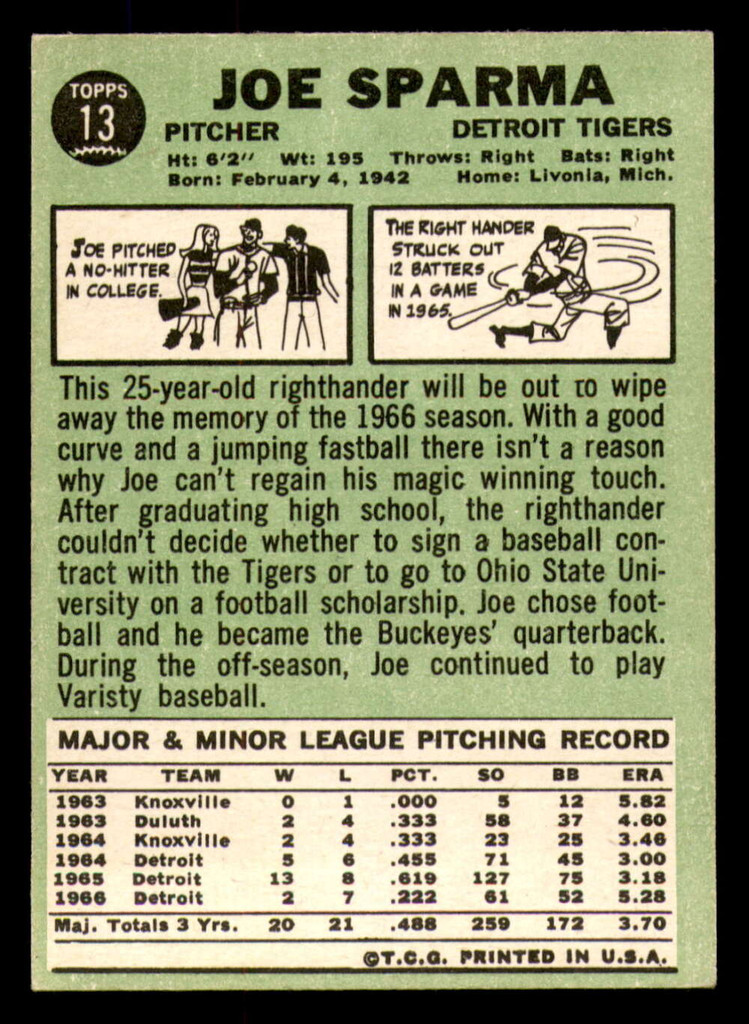 TOPPS
13
JOE SPARMA
PITCHER DETROIT TIGERS
Ht: 6'2" Wt: 195 Throws: Right Bats: Right
Born: February 4, 1942 Home: Livonia, Mich.
JOE PITCHED
A NO-HITTER
IN COLLEGE.
THE RIGHT HANDER
STRUCK OUT
12 BATTERS
IN A GAME
IN 1965.
This 25-year-old righthander will be out to wipe
away the memory of the 1966 season. With a good
curve and a jumping fastball there isn't a reason
why Joe can't regain his magic winning touch.
After graduating high school, the righthander
couldn't decide whether to sign a baseball con-
tract with the Tigers or to go to Ohio State Uni-
versity on a football scholarship. Joe chose foot-
ball and he became the Buckeyes' quarterback.
During the off-season, Joe continued to play
Varisty baseball.
MAJOR & MINOR LEAGUE PITCHING RECORD
YEAR TEAM W L PCT. SO BB ERA
1963 Knoxville 0 1 .000 5 12 5.82
1963 Duluth 2 4 .333 58 37 4.60
1964 Knoxville 2 4 .333 23 25 3.46
1964 Detroit 5 6 .455 71 45 3.00
1965 Detroit 13 8 .619 127 75 3.18
1966 Detroit 2 7 .222 61 52 5.28
Maj. Totals 3 Yrs. 20 21 .488 259 172 3.70
©T.C.G. PRINTED IN U.S.A.